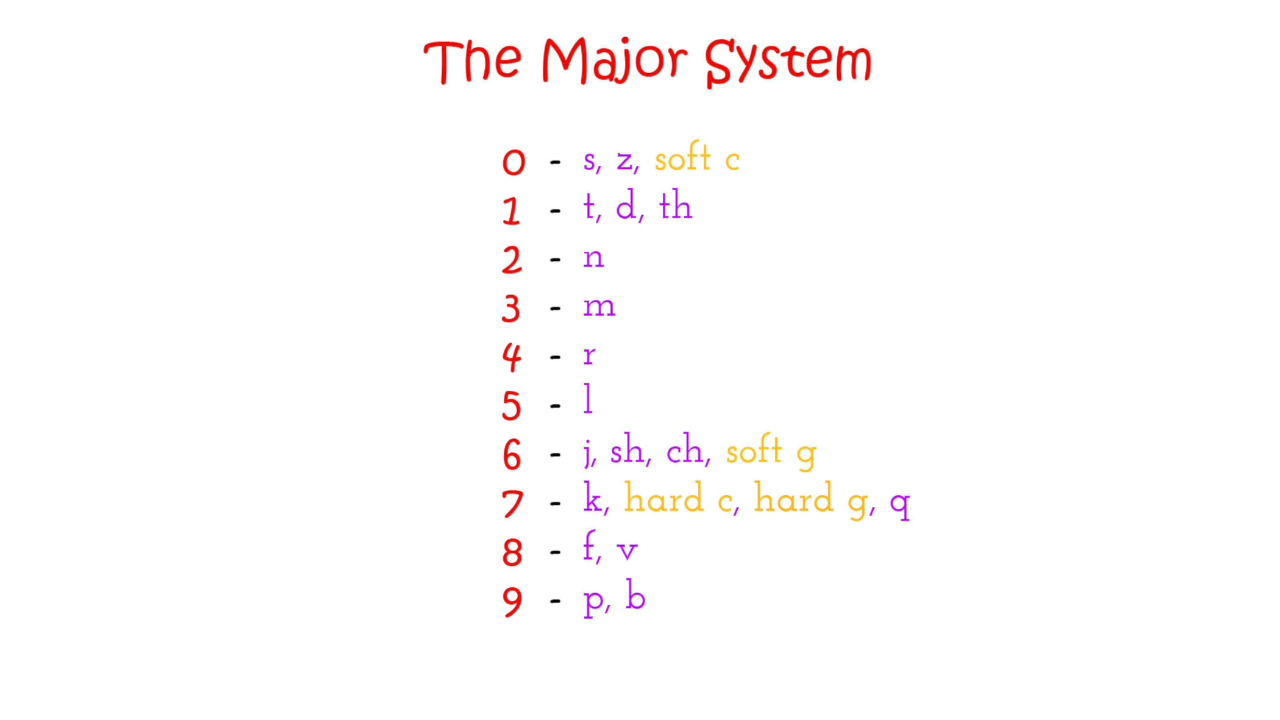 The Major System
0 - s, z, soft c
1 - t, d, th
2 - n
3 - m
4 - r
5 - l
6 - j, sh, ch, soft g
7 - k, hard c, hard g, q
8 - f, v
9 - p, b